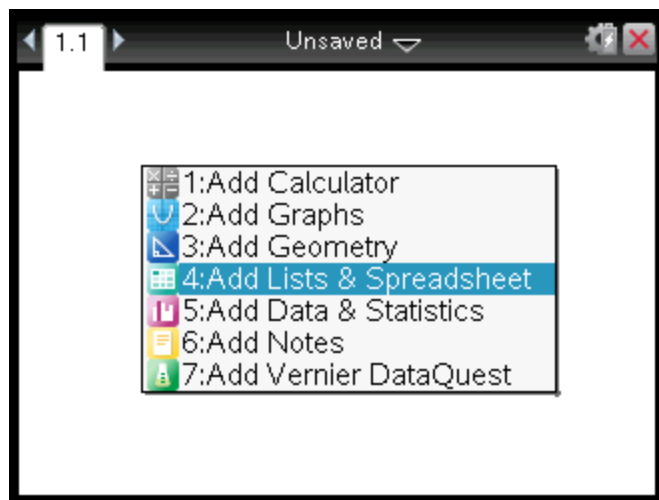 1.1 Unsaved
1:Add Calculator
2:Add Graphs
3:Add Geometry
4:Add Lists & Spreadsheet
5:Add Data & Statistics
6:Add Notes
7:Add Vernier DataQuest